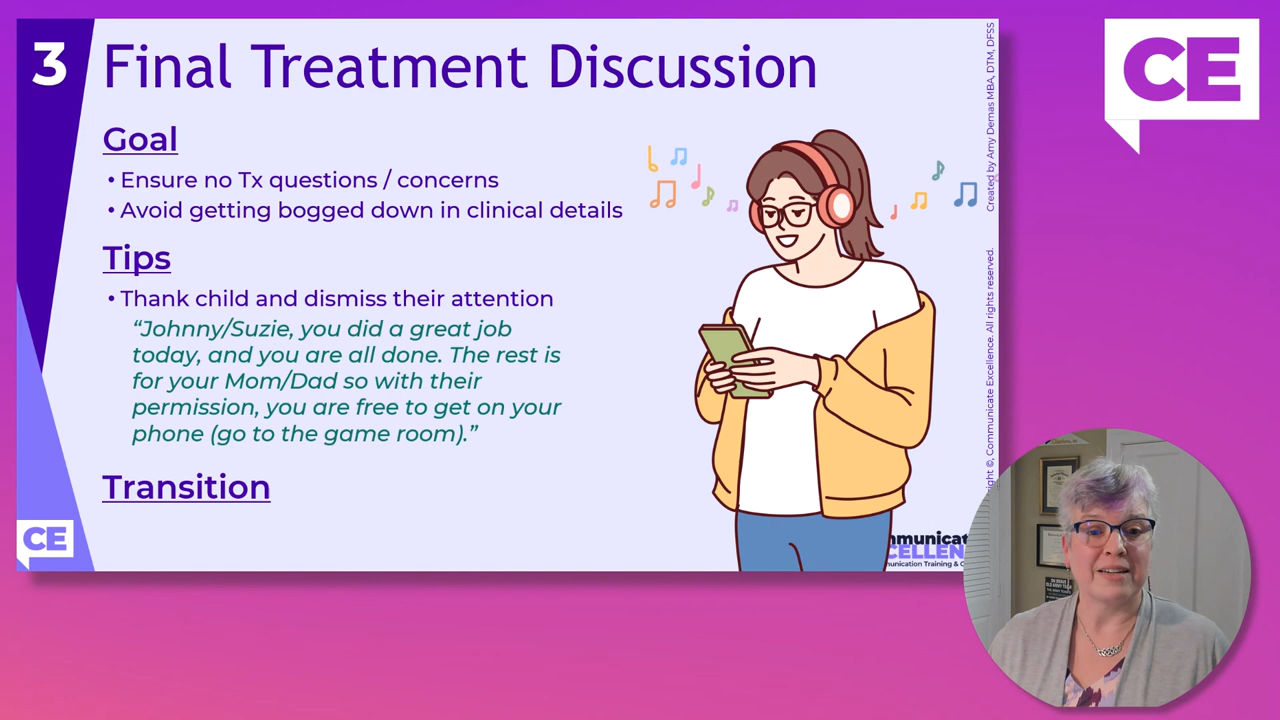 3
Final Treatment Discussion
Goal
• Ensure no Tx questions / concerns
• Avoid getting bogged down in clinical details
Tips
• Thank child and dismiss their attention
“Johnny/Suzie, you did a great job
today, and you are all done. The rest is
for your Mom/Dad so with their
permission, you are free to get on your
phone (go to the game room).”
Transition
CE
Created by Amy Demas MBA, DTM, DFSS
©, Communicate Excellence. All rights reserved.
CE